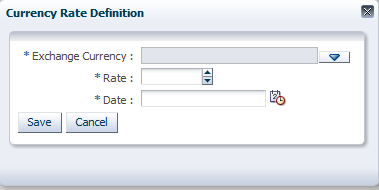 Currency Rate Definition
* Exchange Currency :
* Rate :
* Date :
Save Cancel